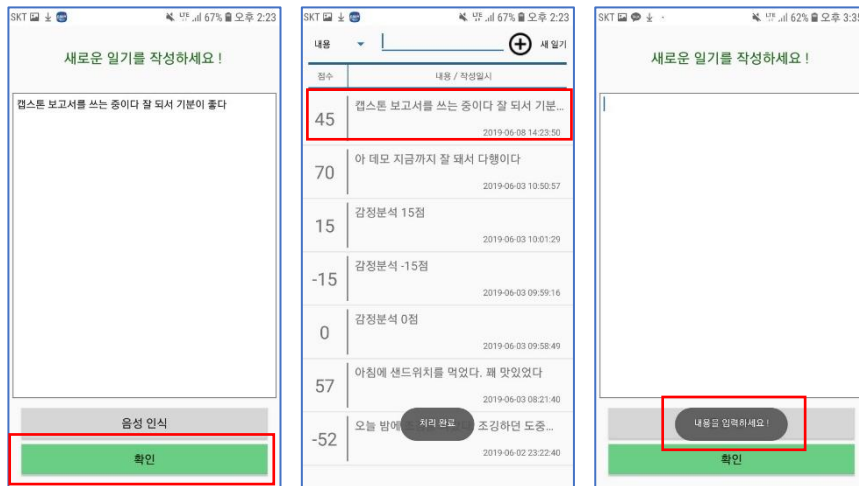 SKT 67% 오후 2:23
새로운 일기를 작성하세요 !
캡스톤 보고서를 쓰는 중이다 잘 되서 기분이 좋다
음성 인식
확인
SKT 67% 오후 2:23
내용 새 일기
점수 내용 / 작성일시
45 캡스톤 보고서를 쓰는 중이다 잘 되서 기분...
2019-06-08 14:23:50
70 아 데모 지금까지 잘 돼서 다행이다
2019-06-03 10:50:57
15 감정분석 15점
2019-06-03 10:01:29
-15 감정분석 -15점
2019-06-03 09:59:16
0 감정분석 0점
2019-06-03 09:58:49
57 아침에 샌드위치를 먹었다. 꽤 맛있었다
2019-06-03 08:21:40
-52 오늘 밤에 조깅하던 도중...
처리 완료
2019-06-02 23:22:40
SKT 62% 오후 3:35
새로운 일기를 작성하세요 !
내용을 입력하세요 !
확인